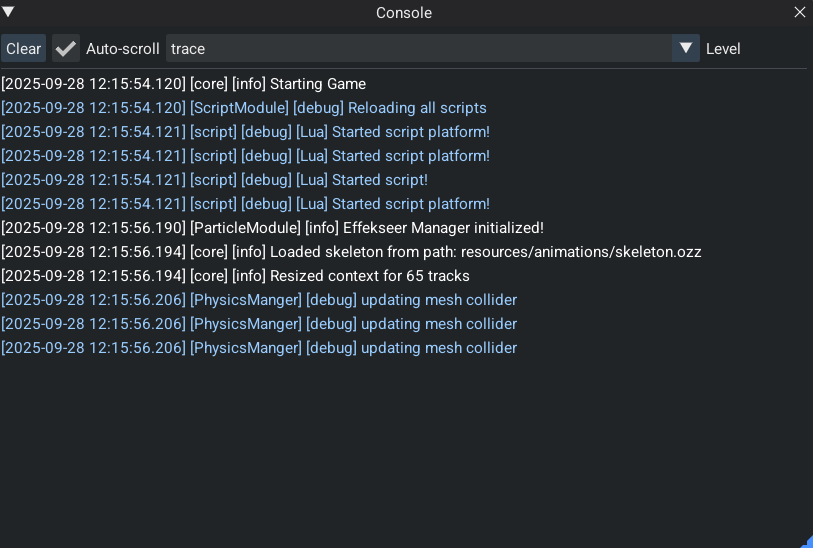 Console
Clear Auto-scroll trace Level
[2025-09-28 12:15:54.120] [core] [info] Starting Game
[2025-09-28 12:15:54.120] [ScriptModule] [debug] Reloading all scripts
[2025-09-28 12:15:54.121] [script] [debug] [Lua] Started script platform!
[2025-09-28 12:15:54.121] [script] [debug] [Lua] Started script platform!
[2025-09-28 12:15:54.121] [script] [debug] [Lua] Started script!
[2025-09-28 12:15:54.121] [script] [debug] [Lua] Started script platform!
[2025-09-28 12:15:56.190] [ParticleModule] [info] Effekseer Manager initialized!
[2025-09-28 12:15:56.194] [core] [info] Loaded skeleton from path: resources/animations/skeleton.ozz
[2025-09-28 12:15:56.194] [core] [info] Resized context for 65 tracks
[2025-09-28 12:15:56.206] [PhysicsManger] [debug] updating mesh collider
[2025-09-28 12:15:56.206] [PhysicsManger] [debug] updating mesh collider
[2025-09-28 12:15:56.206] [PhysicsManger] [debug] updating mesh collider